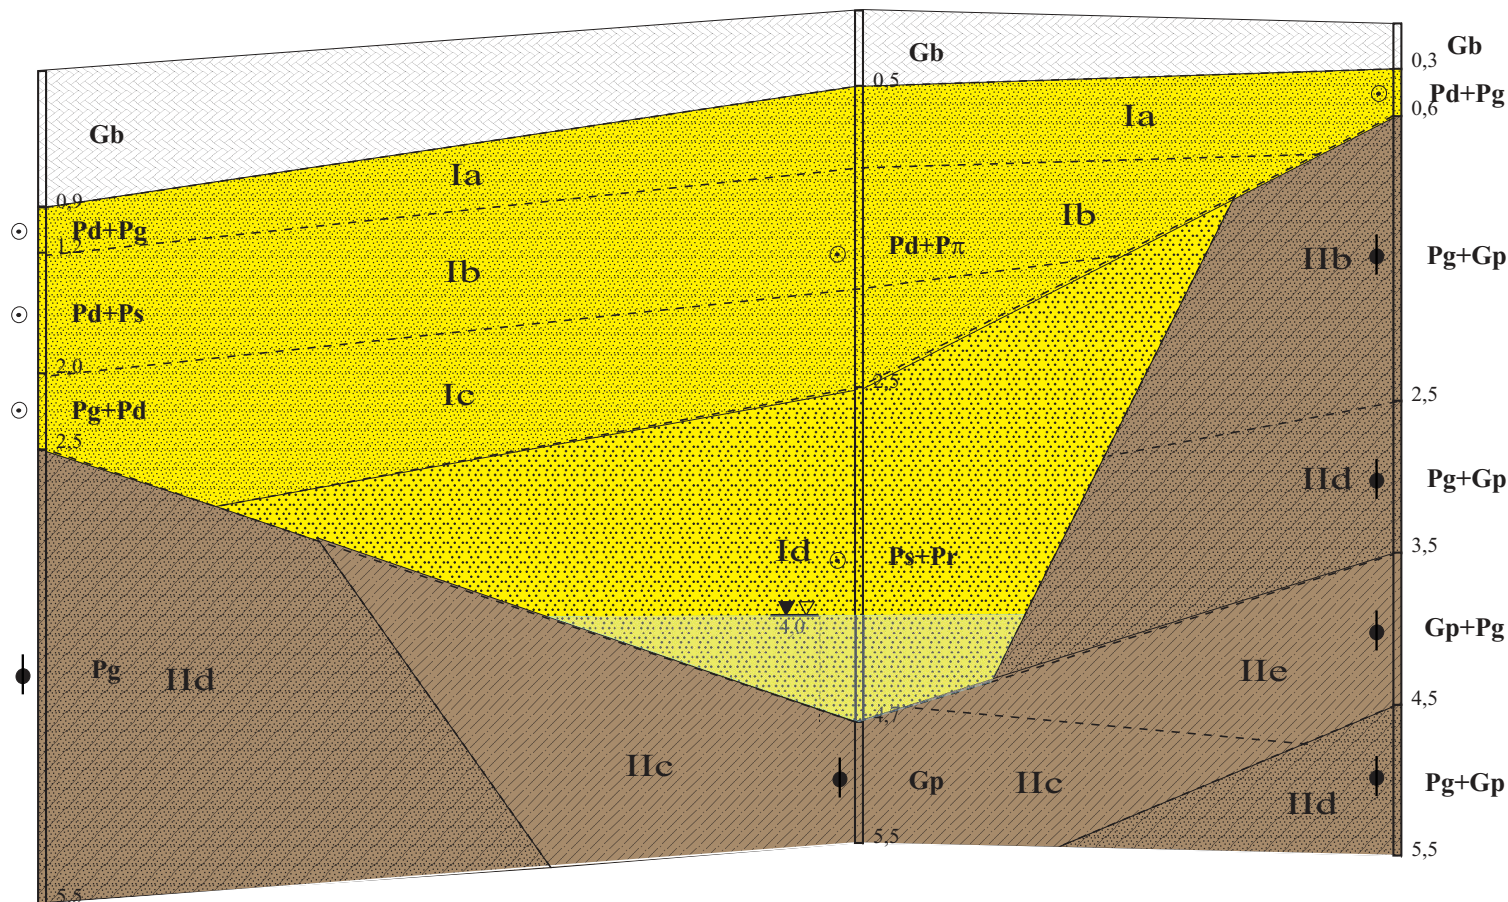 Gb
Gb
0,3
0,5
Pd+Pg
0,6
Ia
Gb
Ia
0,9
Ib
Pd+Pg
1,2
Pd+Pπ
IIb
Pg+Gp
Ib
Pd+Ps
2,0
2,5
Ic
2,5
Pg+Pd
2,5
IId
Pg+Gp
Id
Ps+Pr
3,5
4,0
Gp+Pg
Pg
IId
IIe
4,5
4,7
IIc
Gp
IIc
Pg+Gp
IId
5,5
5,5
5,5